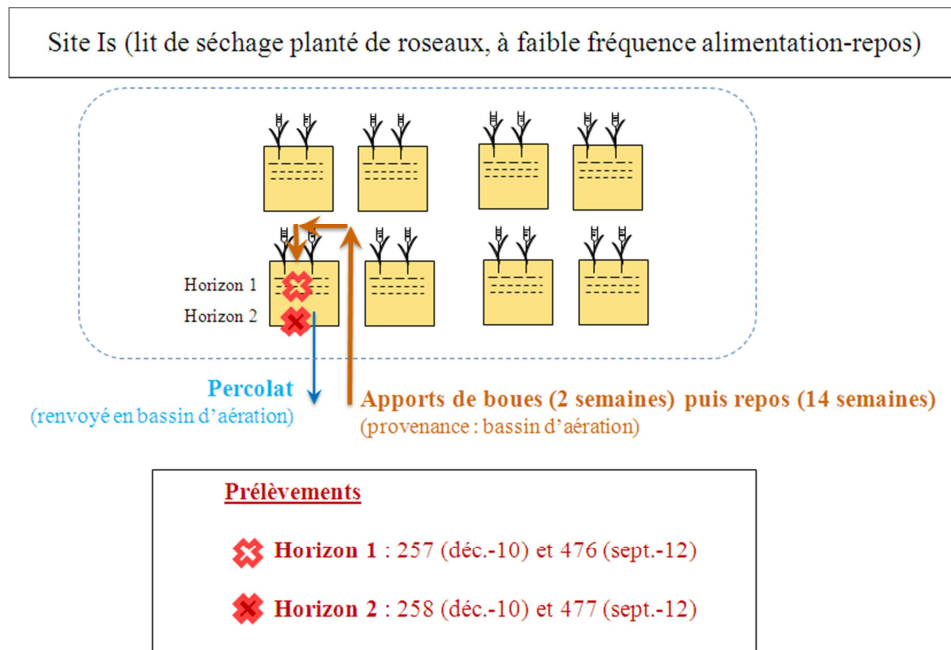 Site Is (lit de séchage planté de roseaux, à faible fréquence alimentation-repos)
Horizon 1
Horizon 2
Percolat
(renvoyé en bassin d’aération)
Apports de boues (2 semaines) puis repos (14 semaines)
(provenance : bassin d’aération)
Prélèvements
Horizon 1 : 257 (déc.-10) et 476 (sept.-12)
Horizon 2 : 258 (déc.-10) et 477 (sept.-12)